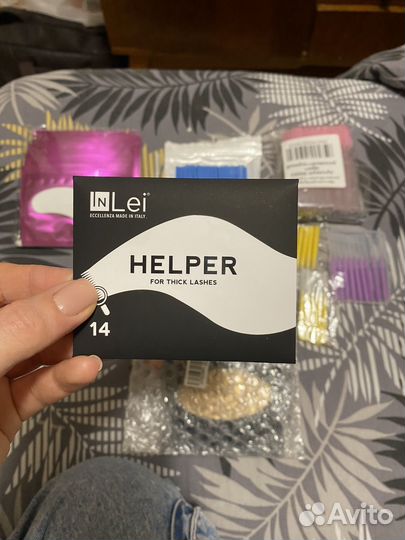 InLei
ECCELLENZA MADE IN ITALY
HELPER
FOR THICK LASHES
14
Avito